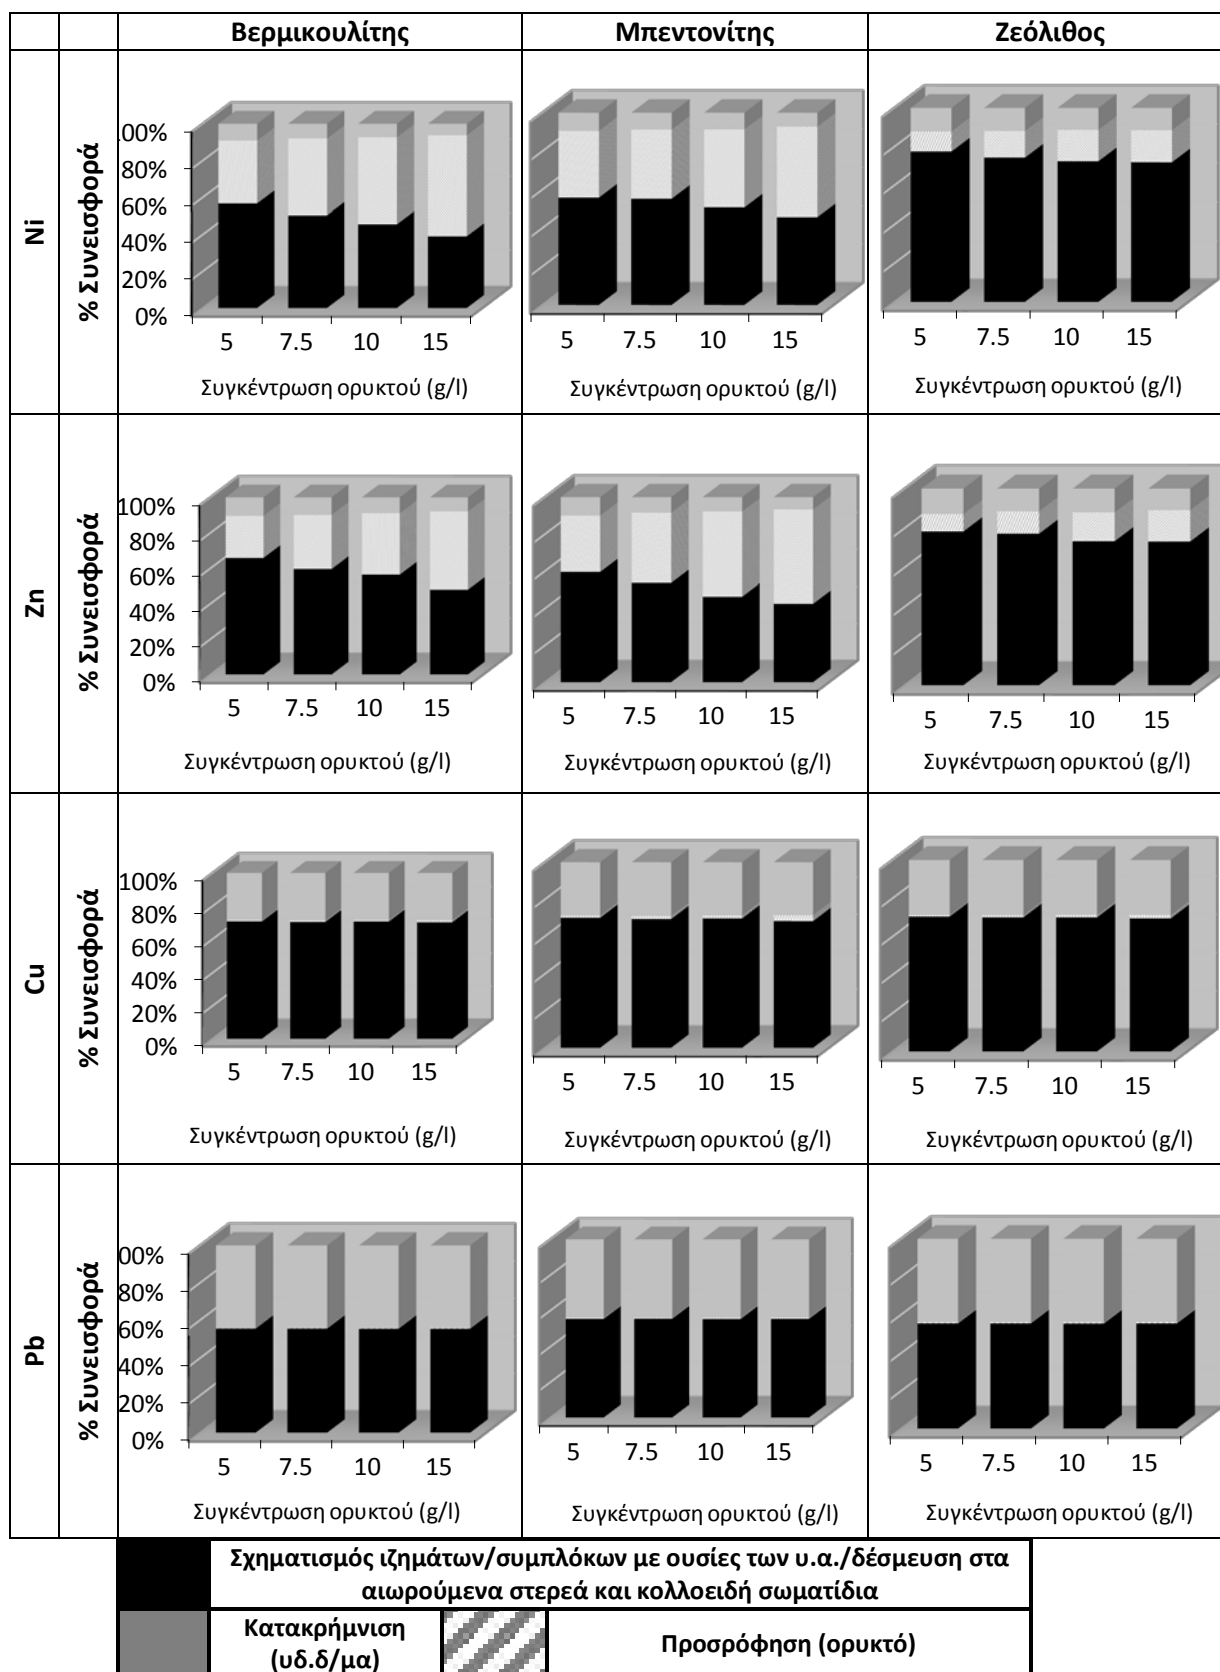 Βερμικουλίτης Μπεντονίτης Ζεόλιθος
Ni
% Συνεισφορά
00%
80%
60%
40%
20%
0%
5 7.5 10 15
Συγκέντρωση ορυκτού (g/l)
5 7.5 10 15
Συγκέντρωση ορυκτού (g/l)
5 7.5 10 15
Συγκέντρωση ορυκτού (g/l)
Zn
% Συνεισφορά
100%
80%
60%
40%
20%
0%
5 7.5 10 15
Συγκέντρωση ορυκτού (g/l)
5 7.5 10 15
Συγκέντρωση ορυκτού (g/l)
5 7.5 10 15
Συγκέντρωση ορυκτού (g/l)
Cu
% Συνεισφορά
100%
80%
60%
40%
20%
0%
5 7.5 10 15
Συγκέντρωση ορυκτού (g/l)
5 7.5 10 15
Συγκέντρωση ορυκτού (g/l)
5 7.5 10 15
Συγκέντρωση ορυκτού (g/l)
Pb
% Συνεισφορά
00%
80%
60%
40%
20%
0%
5 7.5 10 15
Συγκέντρωση ορυκτού (g/l)
5 7.5 10 15
Συγκέντρωση ορυκτού (g/l)
5 7.5 10 15
Συγκέντρωση ορυκτού (g/l)
Σχηματισμός ιζημάτων/συμπλόκων με ουσίες των υ.α./δέσμευση στα
αιωρούμενα στερεά και κολλοειδή σωματίδια
Κατακρήμνιση
(υδ.δ/μα)
Προσρόφηση (ορυκτό)